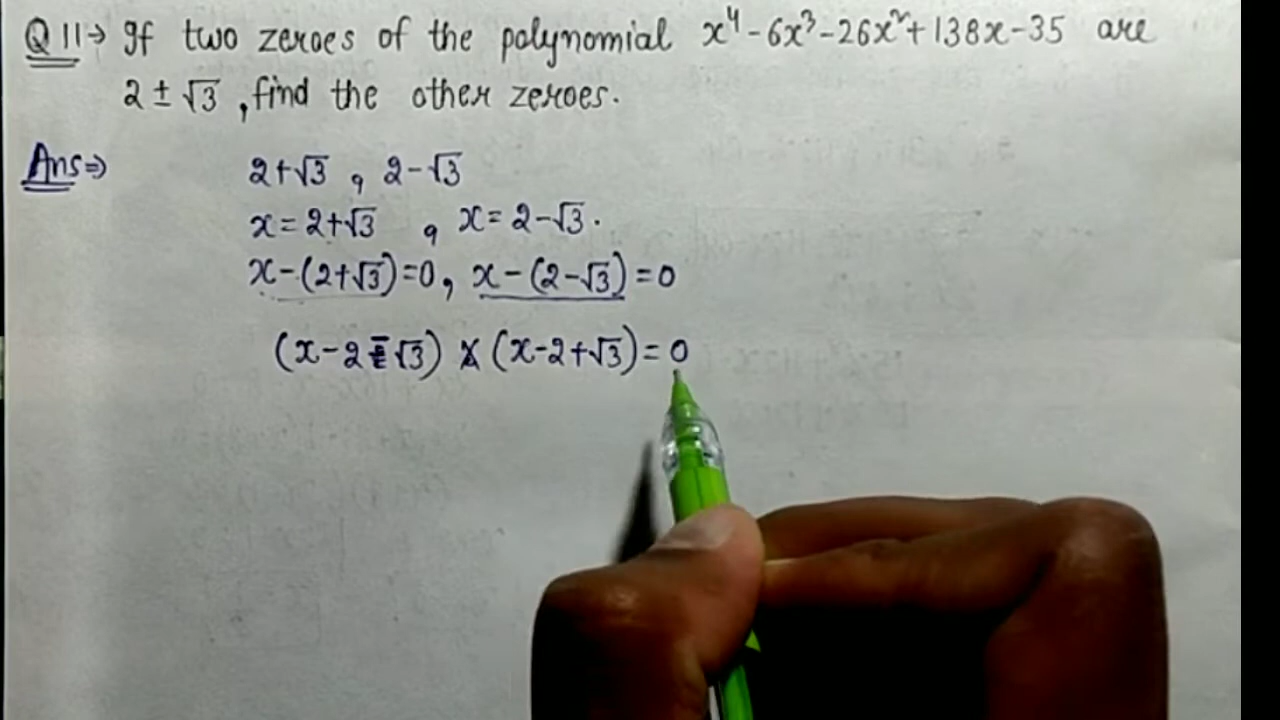 Q 11→ If two zeroes of the polynomial x⁴-6x³-26x²+138x-35 are
2 ± √3 , find the other zeroes.
Ans⇒ 2+√3 , 2-√3
x = 2+√3 , x = 2-√3.
x-(2+√3)=0, x-(2-√3)=0
(x-2-√3) × (x-2+√3)=0